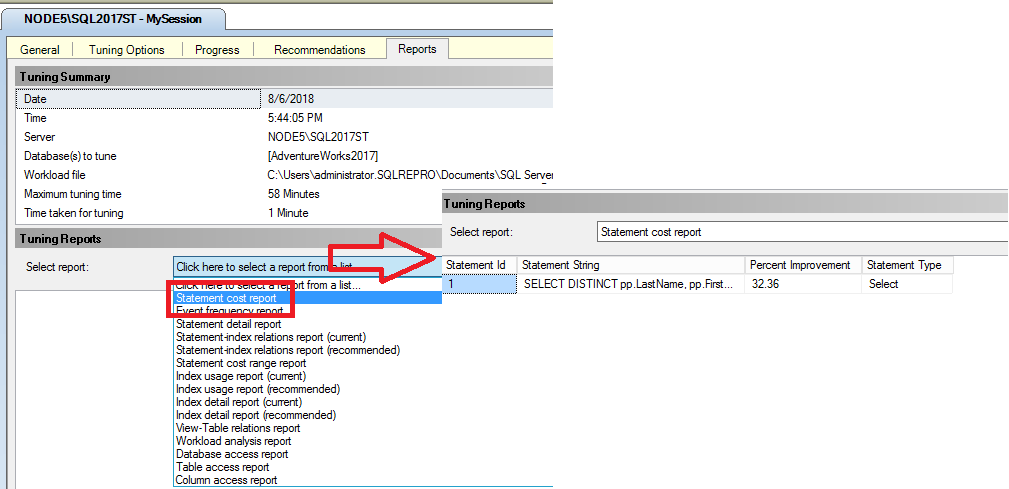 NODE5\SQL2017ST - MySession
General Tuning Options Progress Recommendations Reports
Tuning Summary
Date 8/6/2018
Time 5:44:05 PM
Server NODE5\SQL2017ST
Database(s) to tune [AdventureWorks2017]
Workload file C:\Users\administrator.SQLREPRO\Documents\SQL Server
Maximum tuning time 58 Minutes
Time taken for tuning 1 Minute
Tuning Reports
Select report: Click here to select a report from a list...
Click here to select a report from a list...
Statement cost report
Event frequency report
Statement detail report
Statement-index relations report (current)
Statement-index relations report (recommended)
Statement cost range report
Index usage report (current)
Index usage report (recommended)
Index detail report (current)
Index detail report (recommended)
View-Table relations report
Workload analysis report
Database access report
Table access report
Column access report
Tuning Reports
Select report: Statement cost report
Statement Id Statement String Percent Improvement Statement Type
1 SELECT DISTINCT pp.LastName, pp.First... 32.36 Select